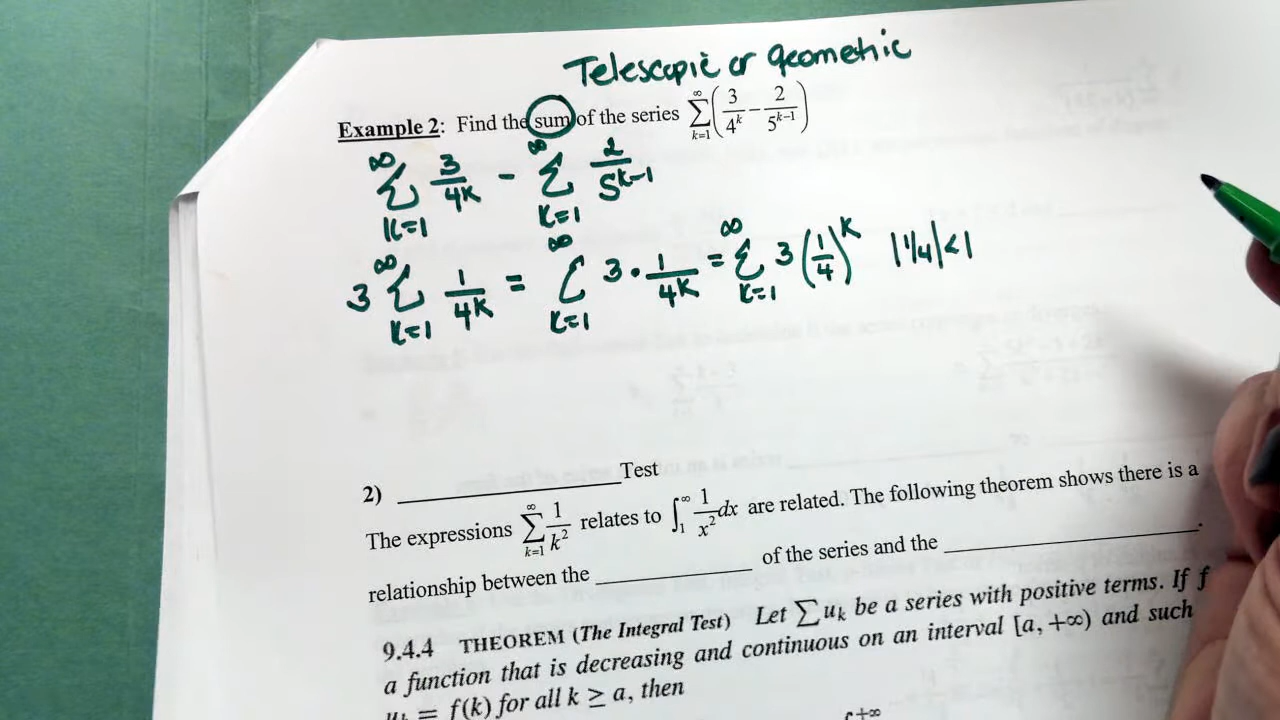 Telescopic or geometric
Example 2: Find the sum of the series ∑_{k=1}^{∞} (3/4^k − 2/5^{k−1})
∑_{k=1}^{∞} 3/4^k − ∑_{k=1}^{∞} 2/5^{k−1}
3 ∑_{k=1}^{∞} 1/4^k = ∑_{k=1}^{∞} 3 · 1/4^k = ∑_{k=1}^{∞} 3(1/4)^k |1/4|<1
2) ____________________Test
The expressions ∑_{k=1}^{∞} 1/k^2 relates to ∫_1^∞ 1/x^2 dx are related. The following theorem shows there is a
relationship between the ______________ of the series and the ______________________.
9.4.4 THEOREM (The Integral Test) Let ∑u_k be a series with positive terms. If f
a function that is decreasing and continuous on an interval [a, +∞) and such
u_k = f(k) for all k ≥ a, then